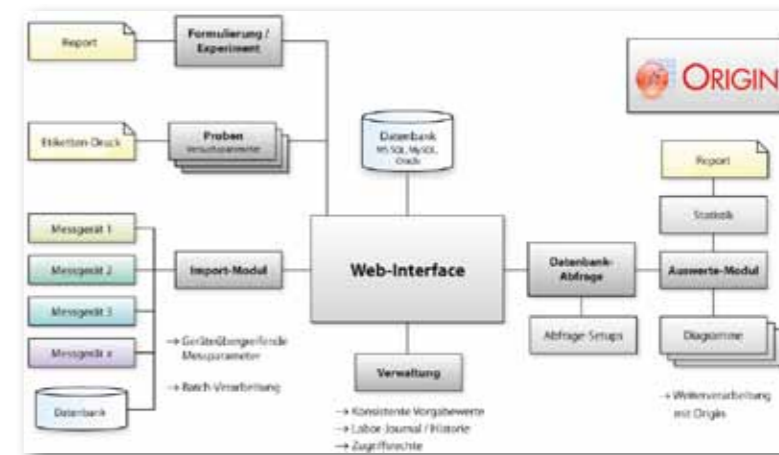 Report
Formulierung /
Experiment
ORIGIN
Etiketten-Druck
Proben
Versuchsparameter
Datenbank
MS SQL, MySQL,
Oracle
Report
Statistik
Messgerät 1
Messgerät 2
Messgerät 3
Messgerät x
Datenbank
Import-Modul
→ Geräteübergreifende
Messparameter
→ Batch-Verarbeitung
Web-Interface
Verwaltung
→ Konsistente Vorgabewerte
→ Labor-Journal / Historie
→ Zugriffsrechte
Datenbank-
Abfrage
Abfrage-Setups
Auswerte-Modul
Diagramme
→ Weiterverarbeitung
mit Origin